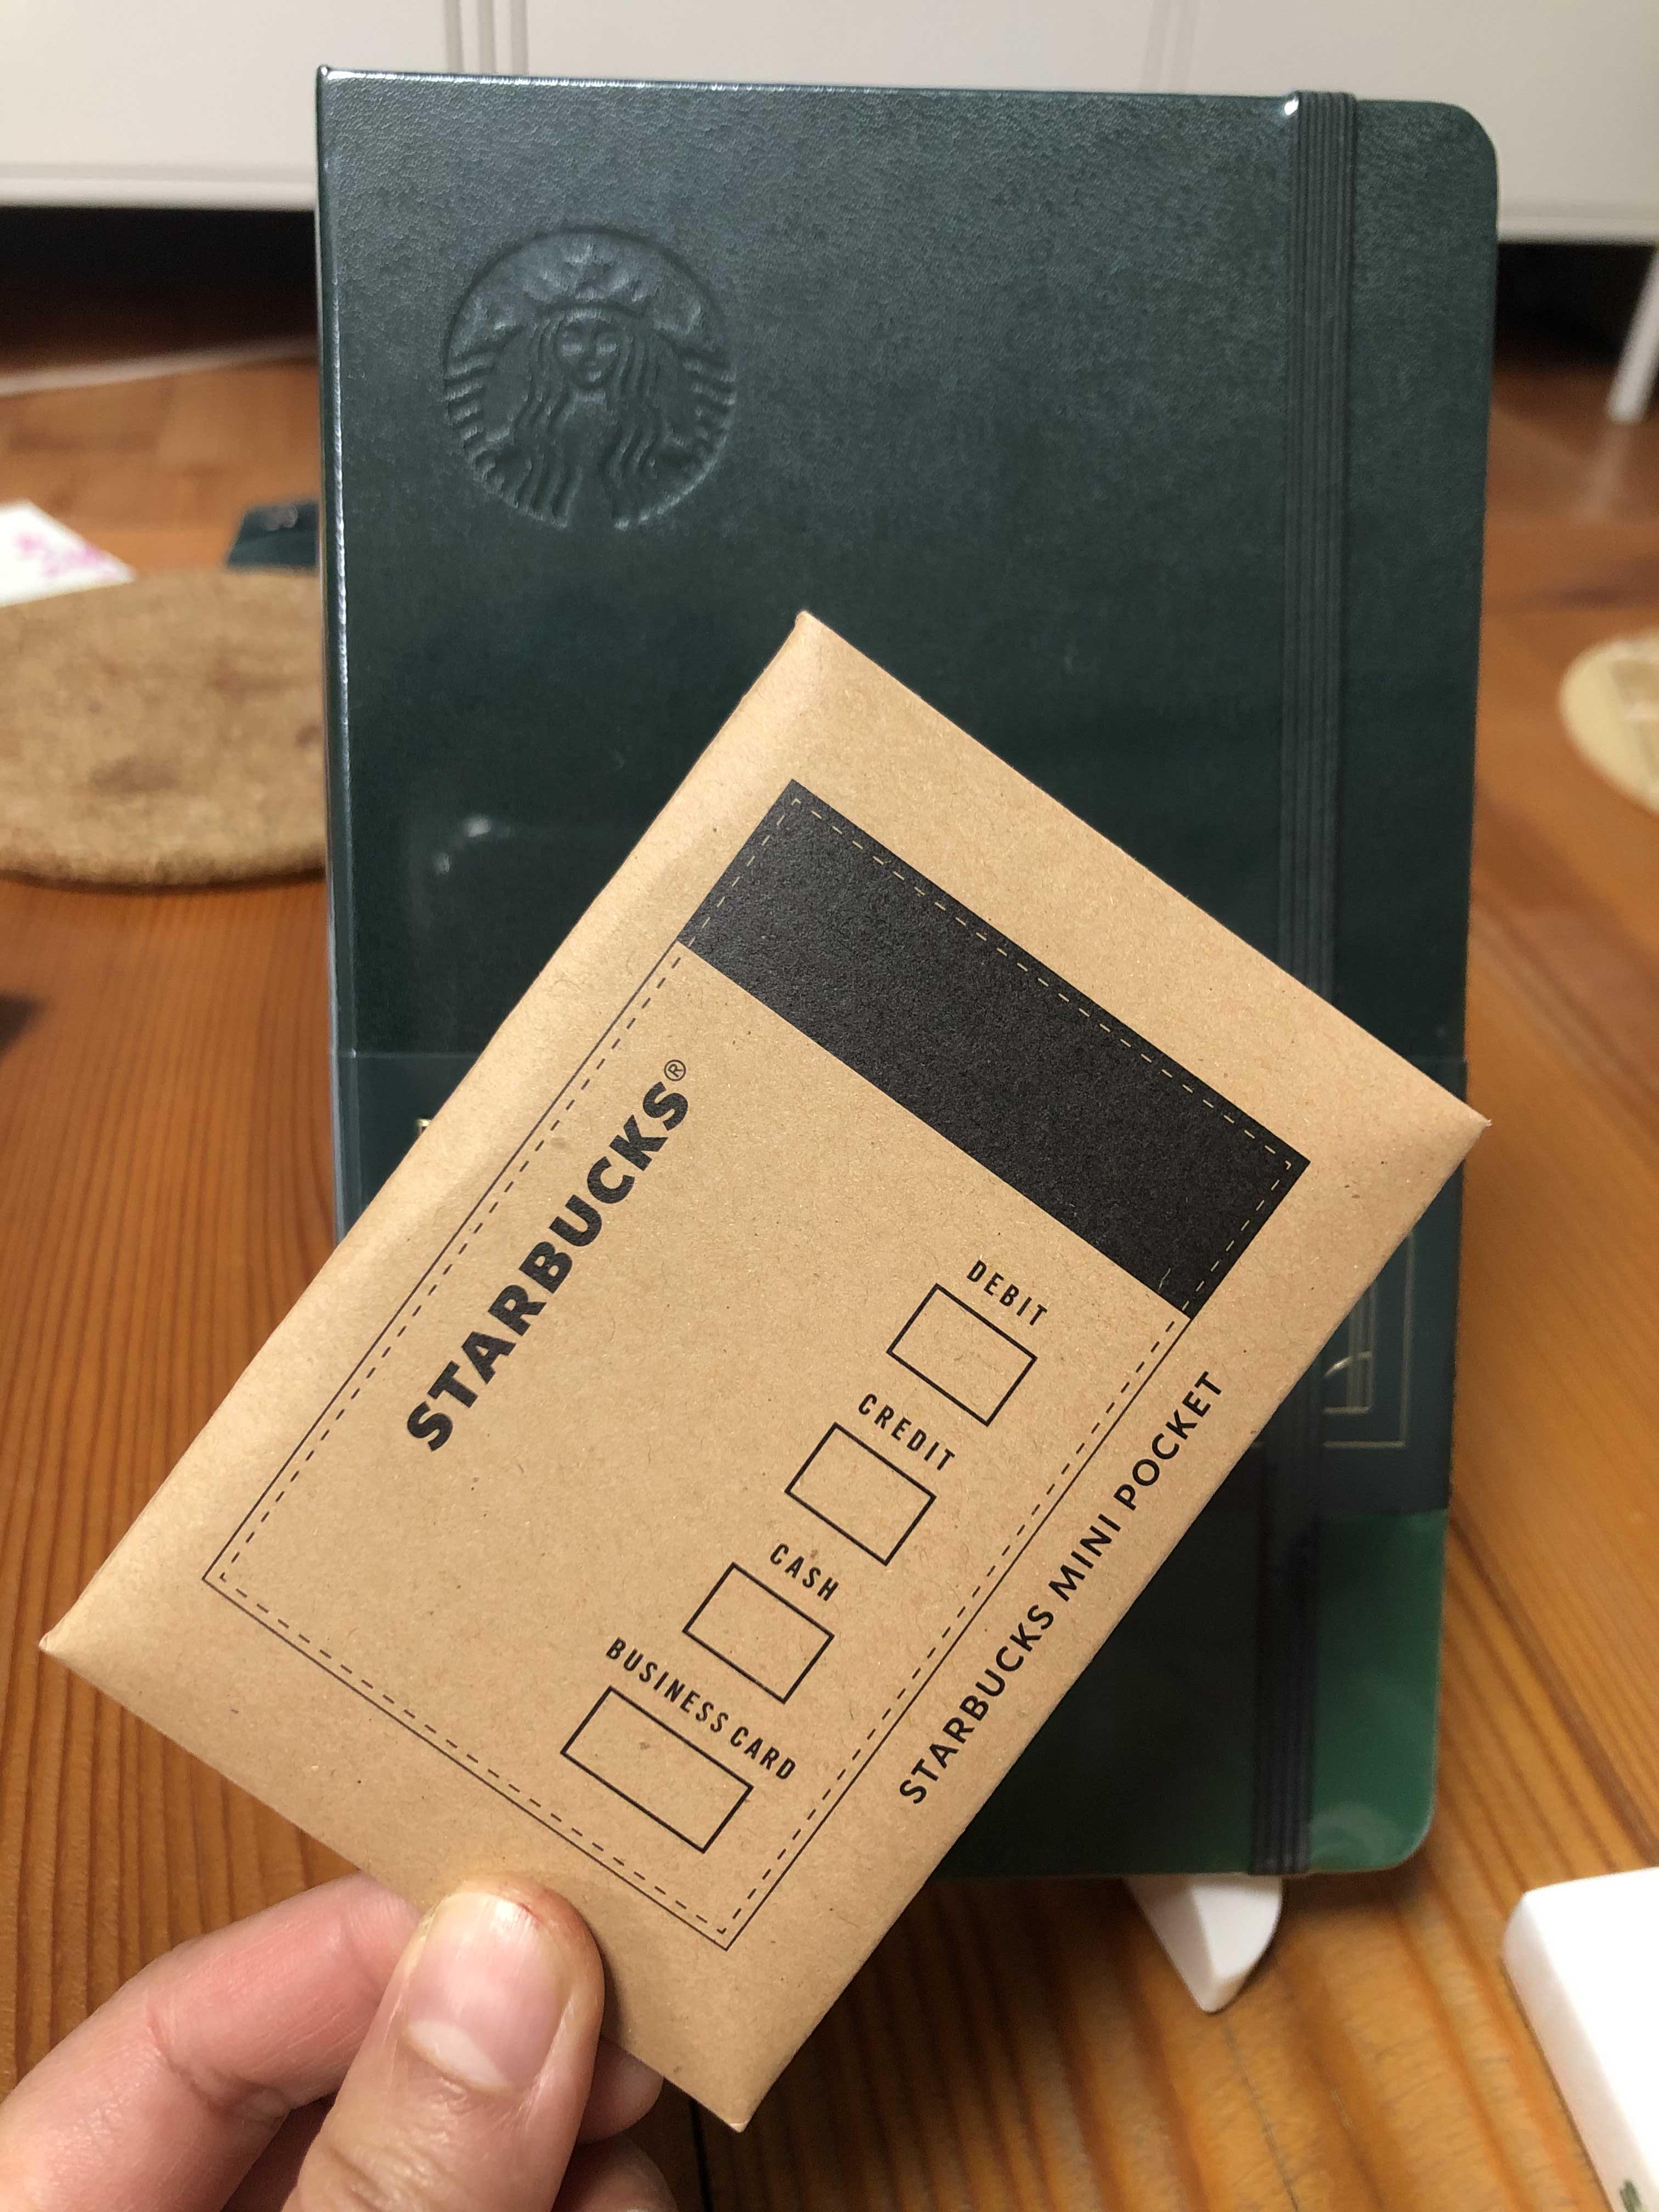 STARBUCKS®
DEBIT
CREDIT
CASH
BUSINESS CARD
STARBUCKS MINI POCKET